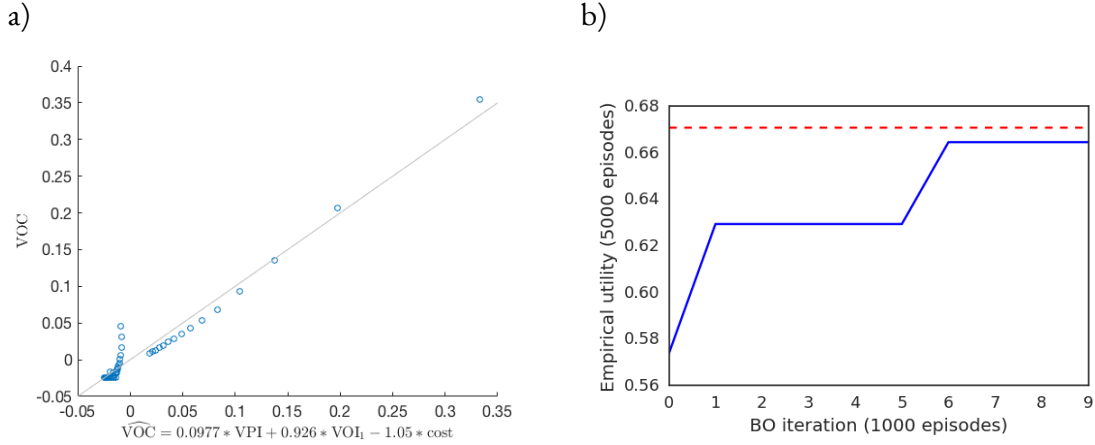 a)
b)
0.4
0.35
0.3
0.25
0.2
0.15
0.1
0.05
0
-0.05
VOC
-0.05 0 0.05 0.1 0.15 0.2 0.25 0.3 0.35
V̂OC = 0.0977 * VPI + 0.926 * VOI₁ − 1.05 * cost
0.68
0.66
0.64
0.62
0.60
0.58
0.56
Empirical utility (5000 episodes)
0 1 2 3 4 5 6 7 8 9
BO iteration (1000 episodes)